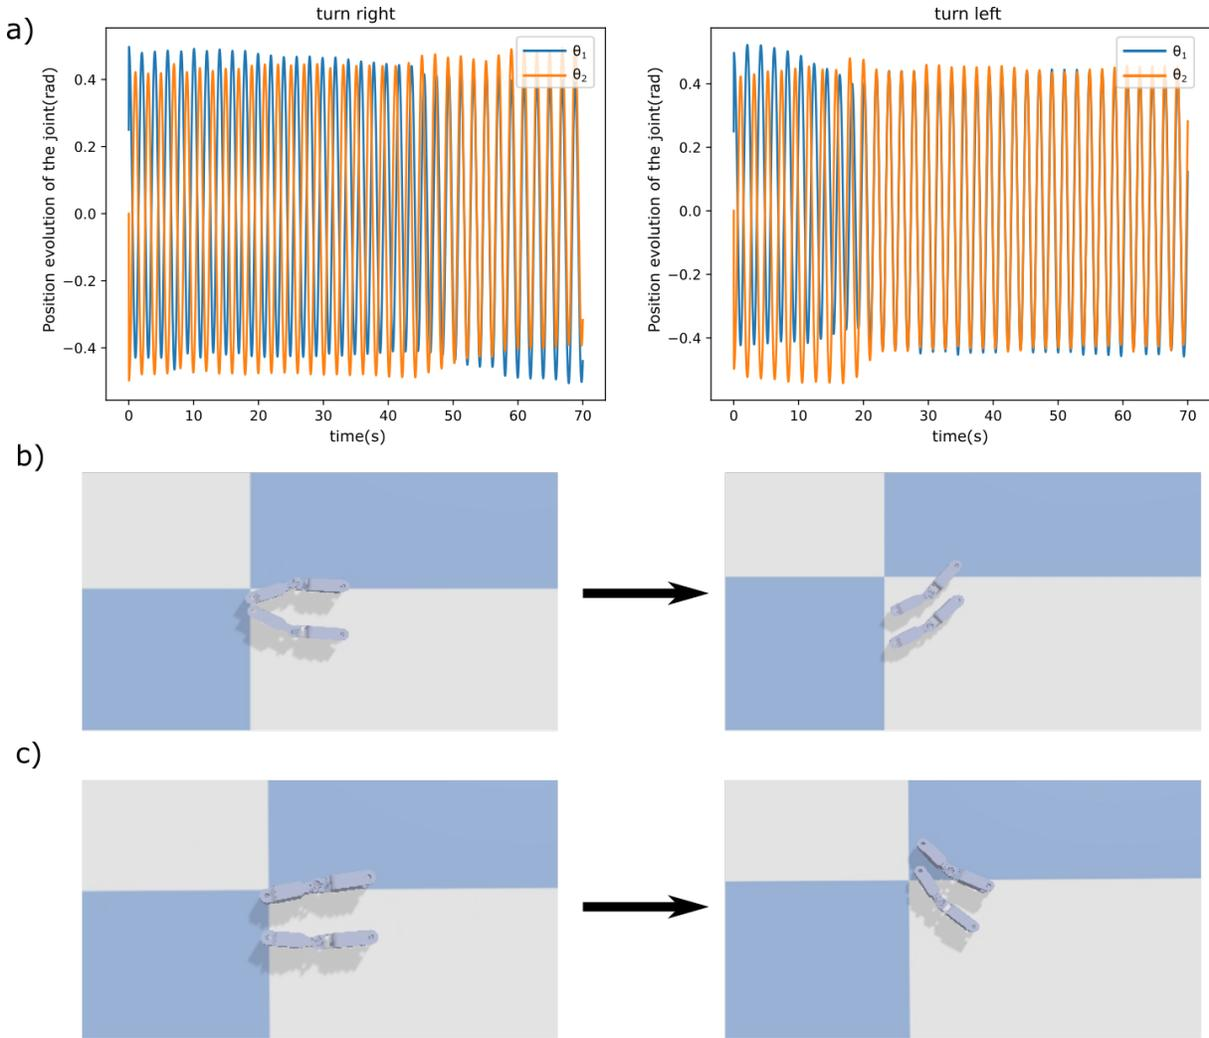 a)
turn right
Position evolution of the joint(rad)
0.4
0.2
0.0
−0.2
−0.4
θ₁
θ₂
0 10 20 30 40 50 60 70
time(s)
turn left
Position evolution of the joint(rad)
0.4
0.2
0.0
−0.2
−0.4
θ₁
θ₂
0 10 20 30 40 50 60 70
time(s)
b)
c)